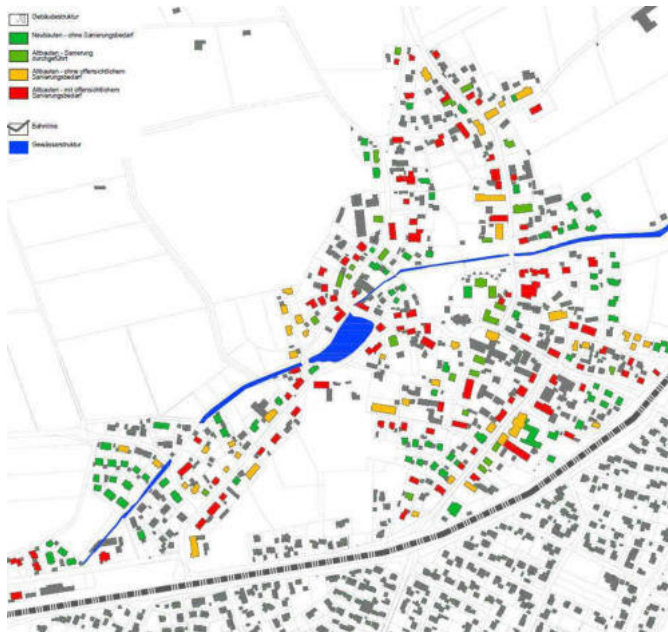 Gebäudestruktur
Neubauten - ohne Sanierungsbedarf
Altbauten - Sanierung
durchgeführt
Altbauten - ohne offensichtlichem
Sanierungsbedarf
Altbauten - mit offensichtlichem
Sanierungsbedarf
Bahnlinie
Gewässerstruktur